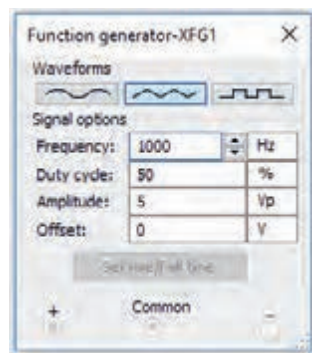 Function generator-XFG1
Waveforms
Signal options
Frequency: 1000 Hz
Duty cycle: 50 %
Amplitude: 5 Vp
Offset: 0 V
Set rise/Fall time
+ Common -